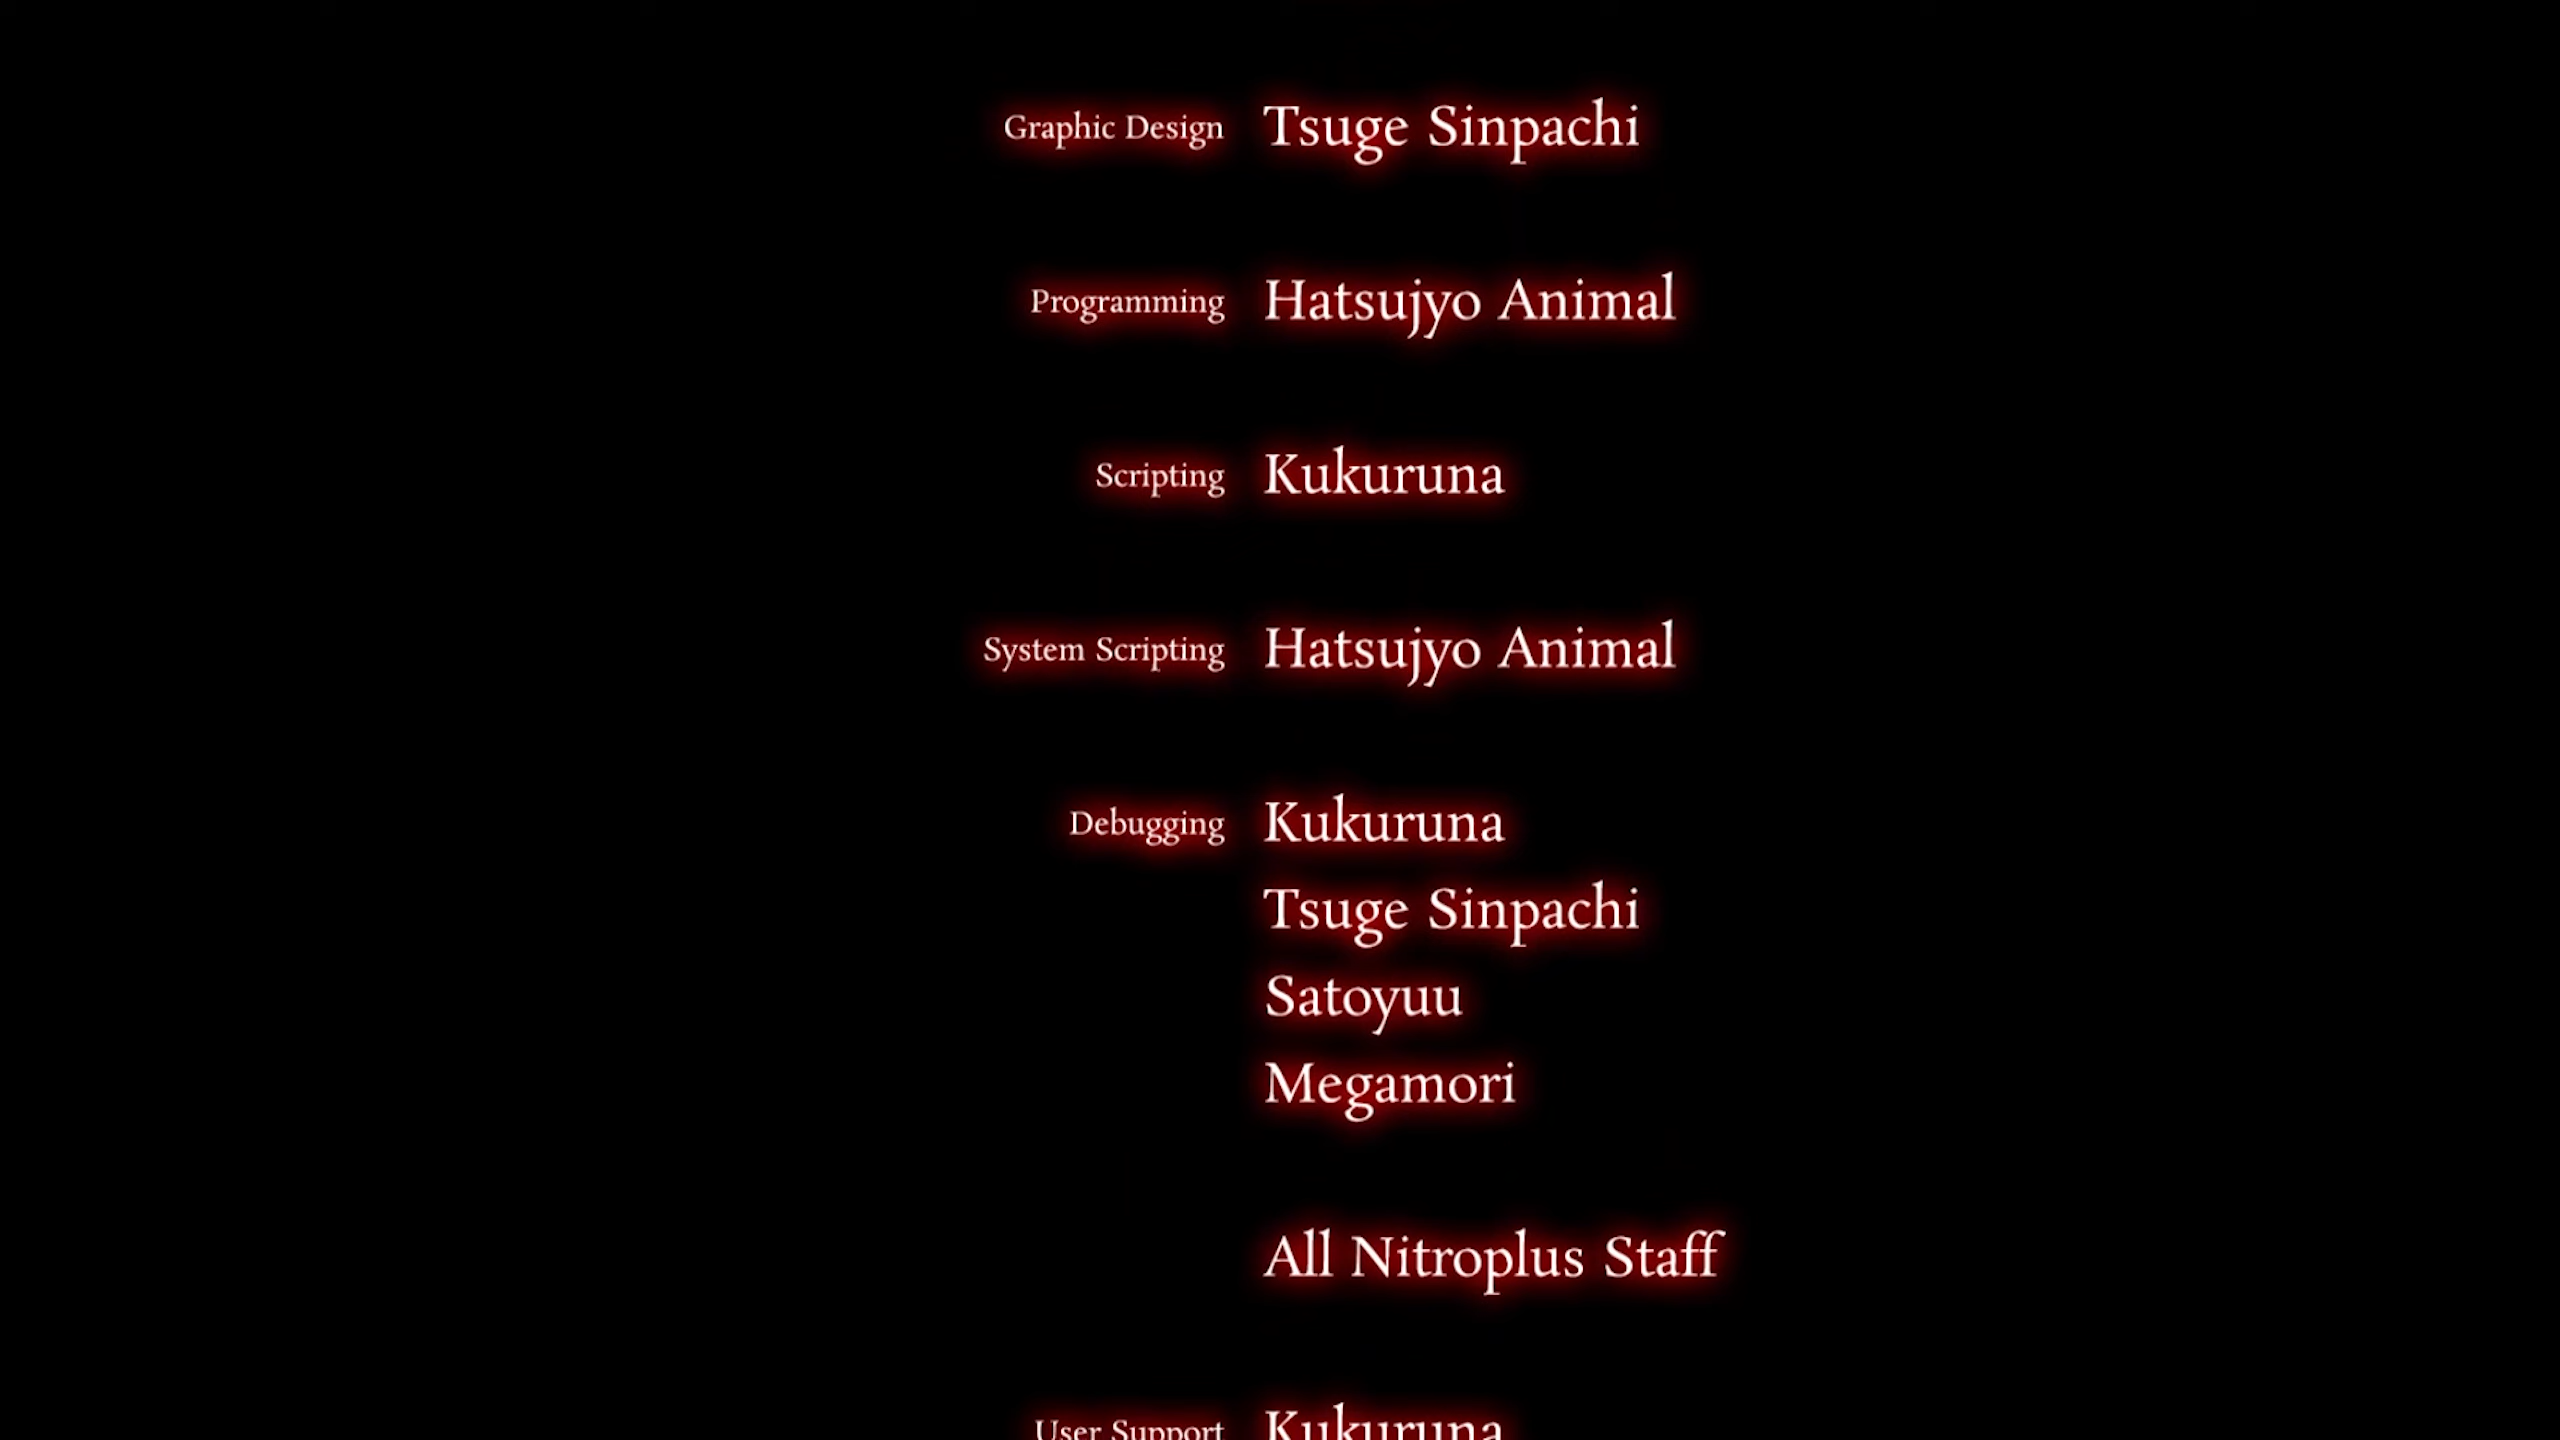 Graphic Design Tsuge Sinpachi
Programming Hatsujyo Animal
Scripting Kukuruna
System Scripting Hatsujyo Animal
Debugging Kukuruna
Tsuge Sinpachi
Satoyuu
Megamori
All Nitroplus Staff
User Support Kukuruna